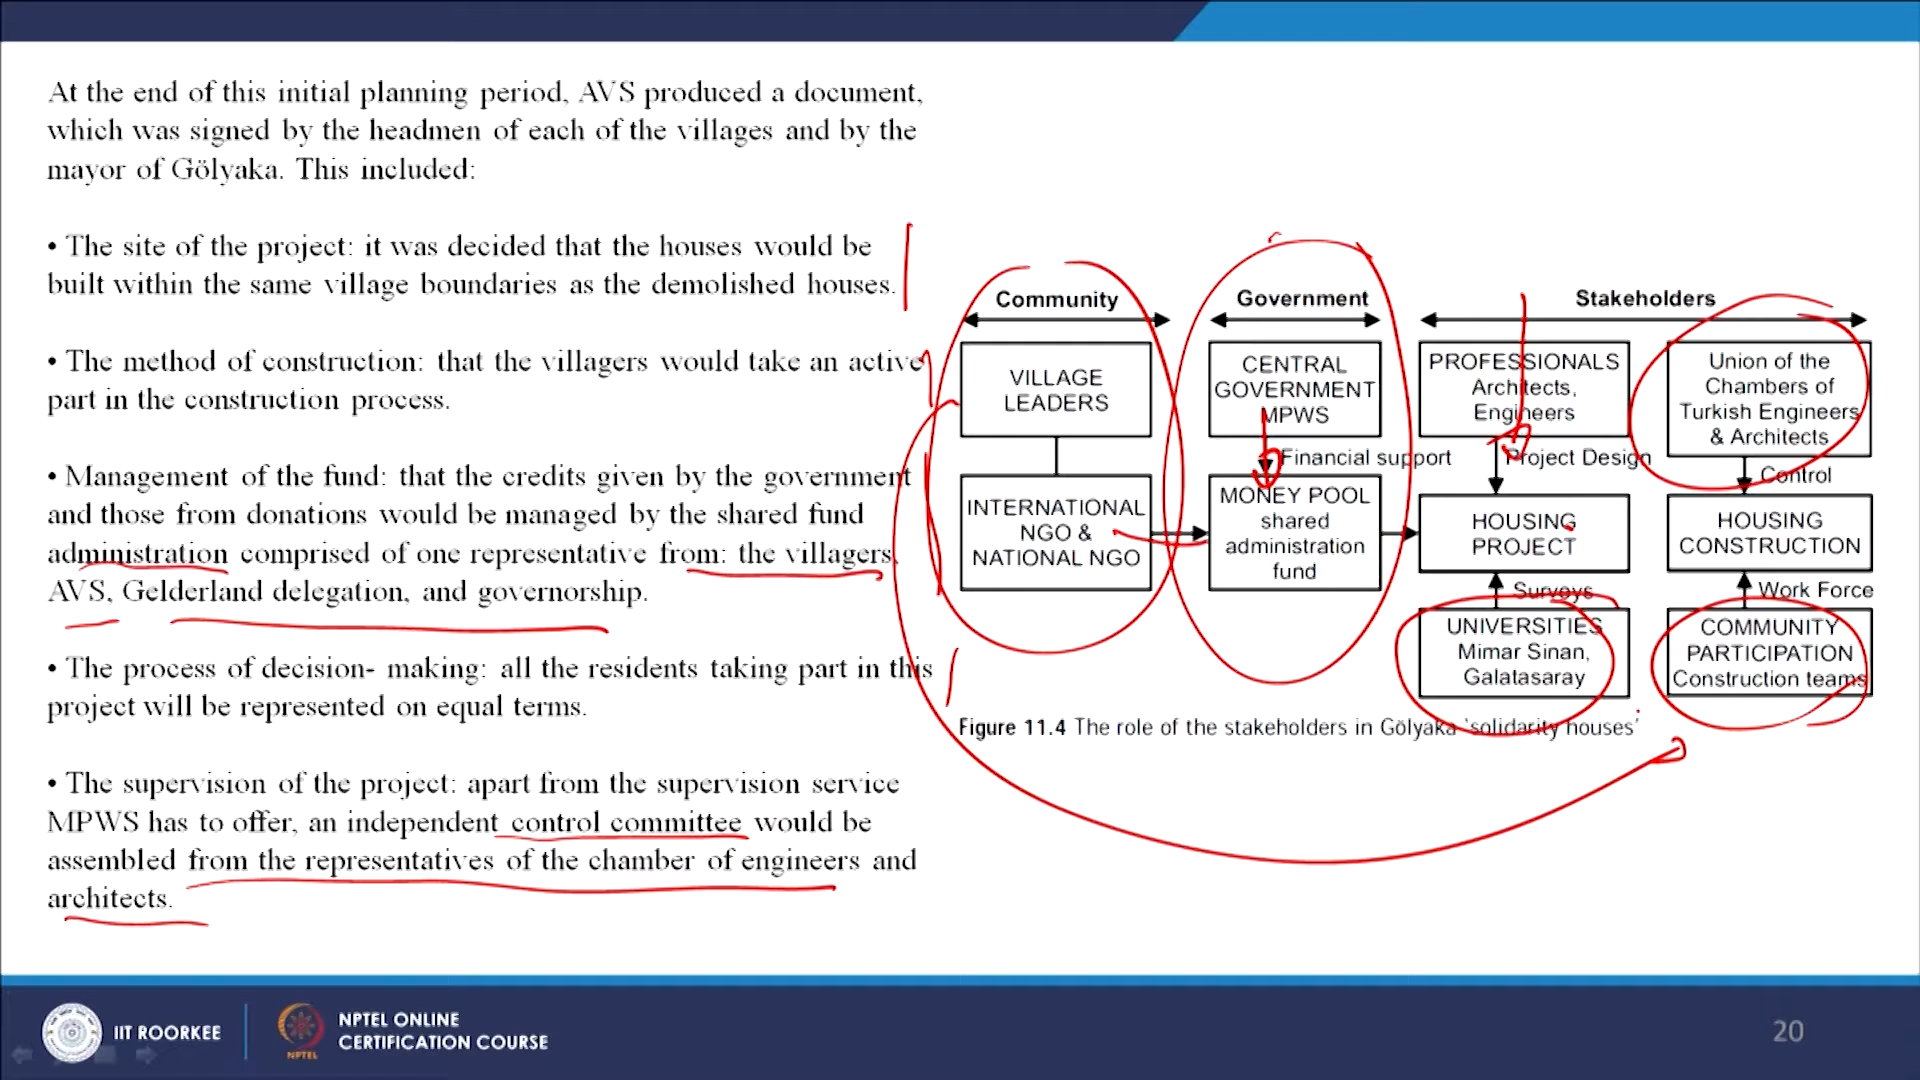 At the end of this initial planning period, AVS produced a document,
which was signed by the headmen of each of the villages and by the
mayor of Gölyaka. This included:
• The site of the project: it was decided that the houses would be
built within the same village boundaries as the demolished houses.
• The method of construction: that the villagers would take an active
part in the construction process.
• Management of the fund: that the credits given by the government
and those from donations would be managed by the shared fund
administration comprised of one representative from: the villagers,
AVS, Gelderland delegation, and governorship.
• The process of decision- making: all the residents taking part in this
project will be represented on equal terms.
• The supervision of the project: apart from the supervision service
MPWS has to offer, an independent control committee would be
assembled from the representatives of the chamber of engineers and
architects.
Community
VILLAGE
LEADERS
INTERNATIONAL
NGO &
NATIONAL NGO
Government
CENTRAL
GOVERNMENT
MPWS
Financial support
MONEY POOL
shared
administration
fund
Stakeholders
PROFESSIONALS
Architects,
Engineers
Project Design
HOUSING
PROJECT
Surveys
UNIVERSITIES
Mimar Sinan,
Galatasaray
Union of the
Chambers of
Turkish Engineers
& Architects
Control
HOUSING
CONSTRUCTION
Work Force
COMMUNITY
PARTICIPATION
Construction teams
Figure 11.4 The role of the stakeholders in Gölyaka 'solidarity houses'
IIT ROORKEE
NPTEL
NPTEL ONLINE
CERTIFICATION COURSE
20